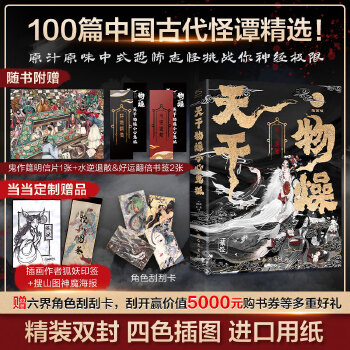 100篇中国古代怪谭精选！
原汁原味中式恐怖志怪挑战你神经极限
随书附赠
鬼作篇明信片1张+水逆退散&好运翻倍书签2张
当当定制赠品
插画作者狐妖印签
+搜山图神魔海报
角色刮刮卡
天干
物燥
赠六界角色刮刮卡，刮开赢价值5000元购书券等多重好礼
精装双封 四色插图 进口用纸